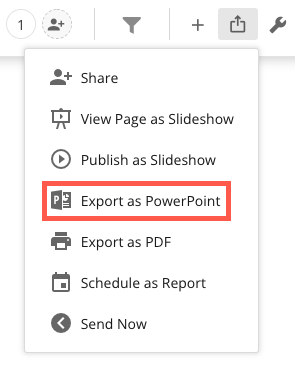 1
Share
View Page as Slideshow
Publish as Slideshow
Export as PowerPoint
Export as PDF
Schedule as Report
Send Now